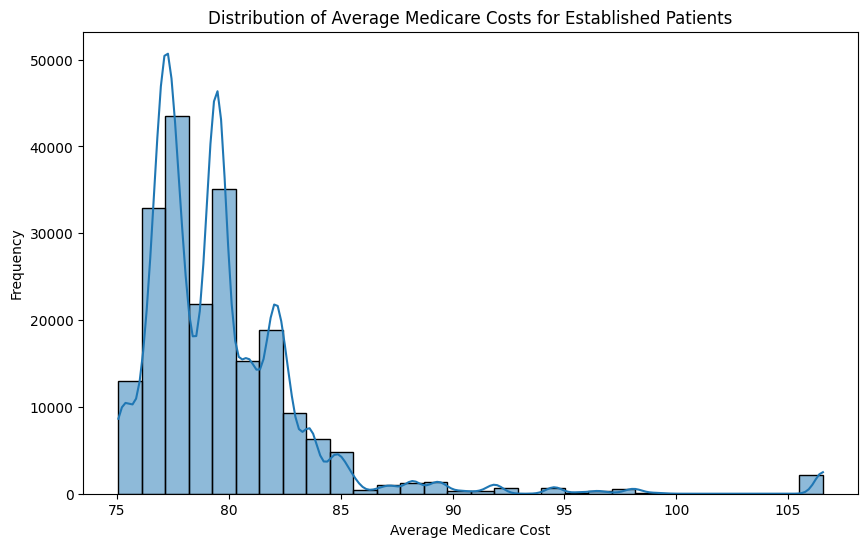 Distribution of Average Medicare Costs for Established Patients
Frequency
50000
40000
30000
20000
10000
0
75 80 85 90 95 100 105
Average Medicare Cost